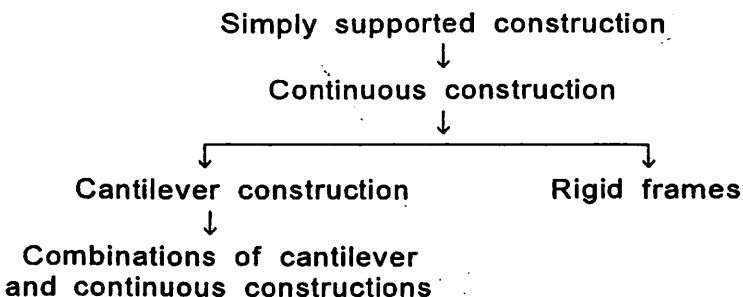 Simply supported construction
Continuous construction
Cantilever construction
Rigid frames
Combinations of cantilever
and continuous constructions